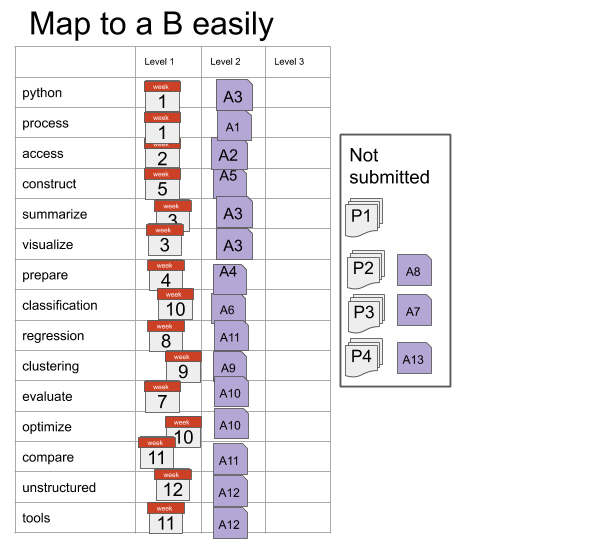 Map to a B easily
Level 1 Level 2 Level 3
python week 1 A3
process week 1 A1
access week 2 A2
construct week 5 A5
summarize week 3 A3
visualize week 3 A3
prepare week 4 A4
classification week 10 A6
regression week 8 A11
clustering week 9 A9
evaluate week 7 A10
optimize week 10 A10
compare week 11 A11
unstructured week 12 A12
tools week 11 A12
Not
submitted
P1
P2 A8
P3 A7
P4 A13